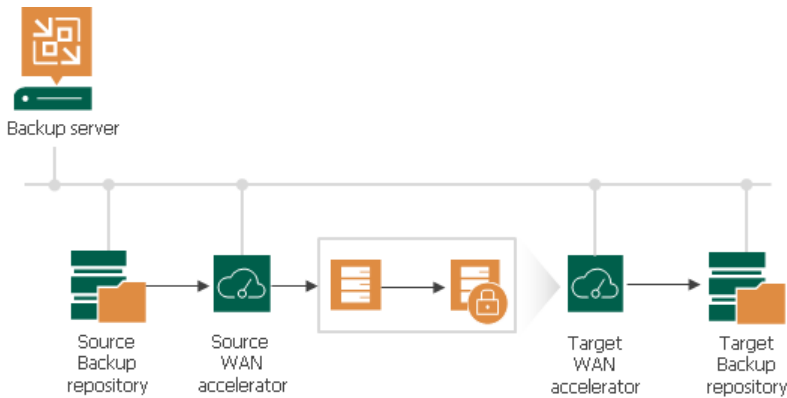 Backup server
Source
Backup
repository
Source
WAN
accelerator
Target
WAN
accelerator
Target
Backup
repository